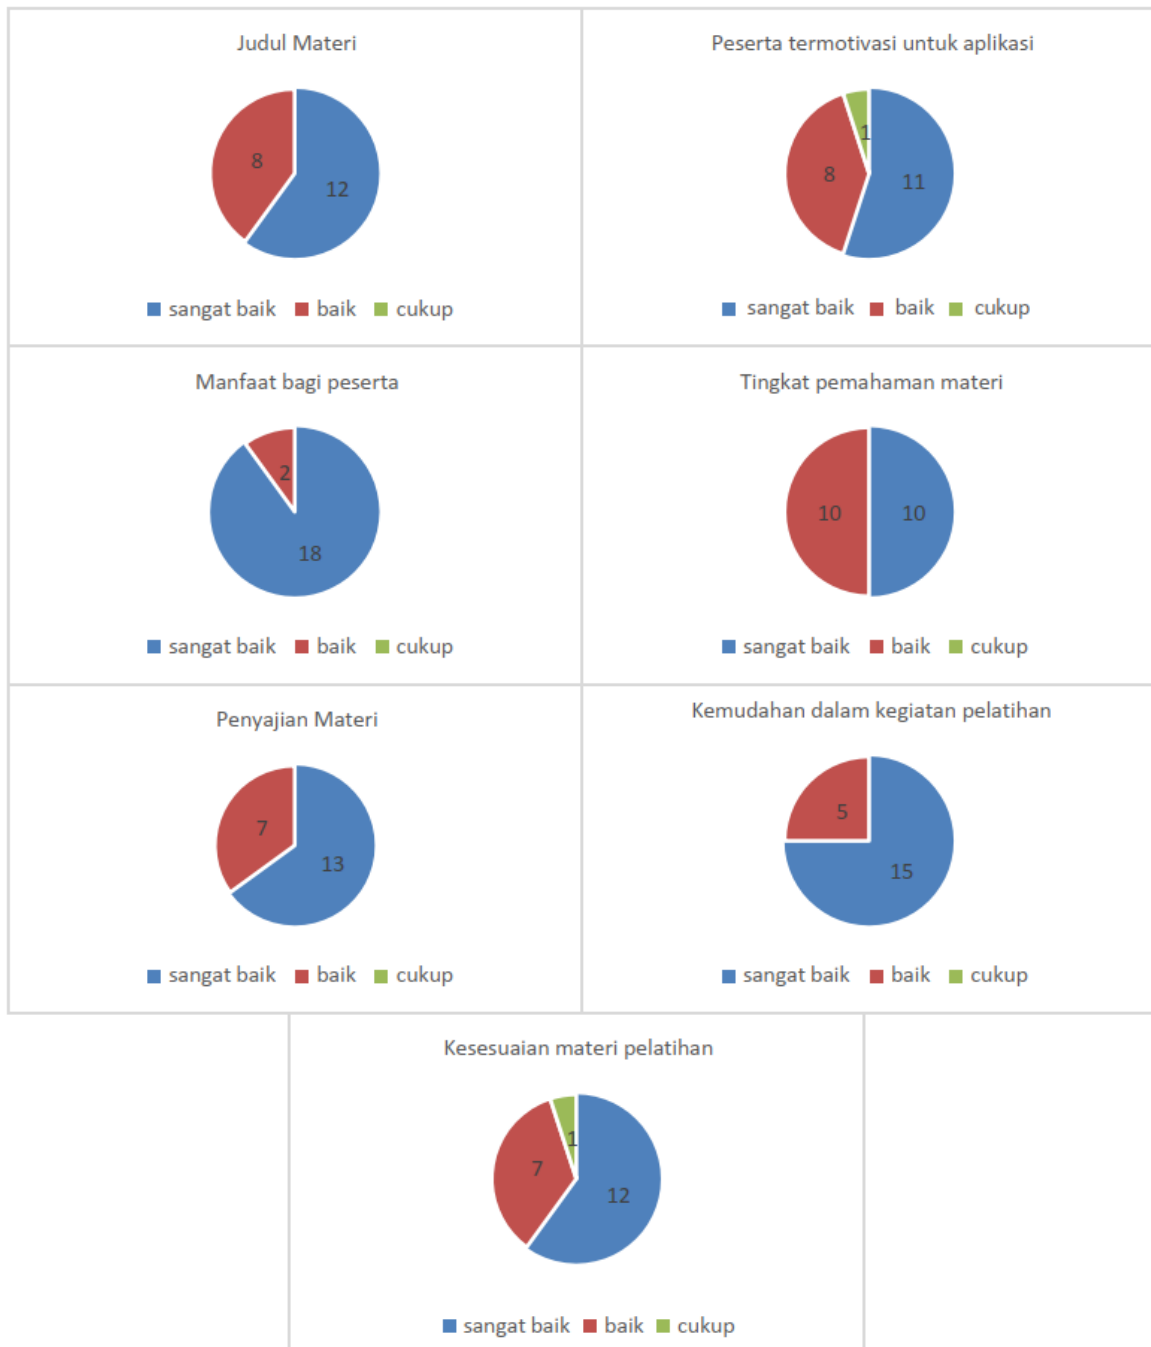 Judul Materi
8
12
sangat baik baik cukup
Peserta termotivasi untuk aplikasi
1
8
11
sangat baik baik cukup
Manfaat bagi peserta
2
18
sangat baik baik cukup
Tingkat pemahaman materi
10
10
sangat baik baik cukup
Penyajian Materi
7
13
sangat baik baik cukup
Kemudahan dalam kegiatan pelatihan
5
15
sangat baik baik cukup
Kesesuaian materi pelatihan
1
7
12
sangat baik baik cukup